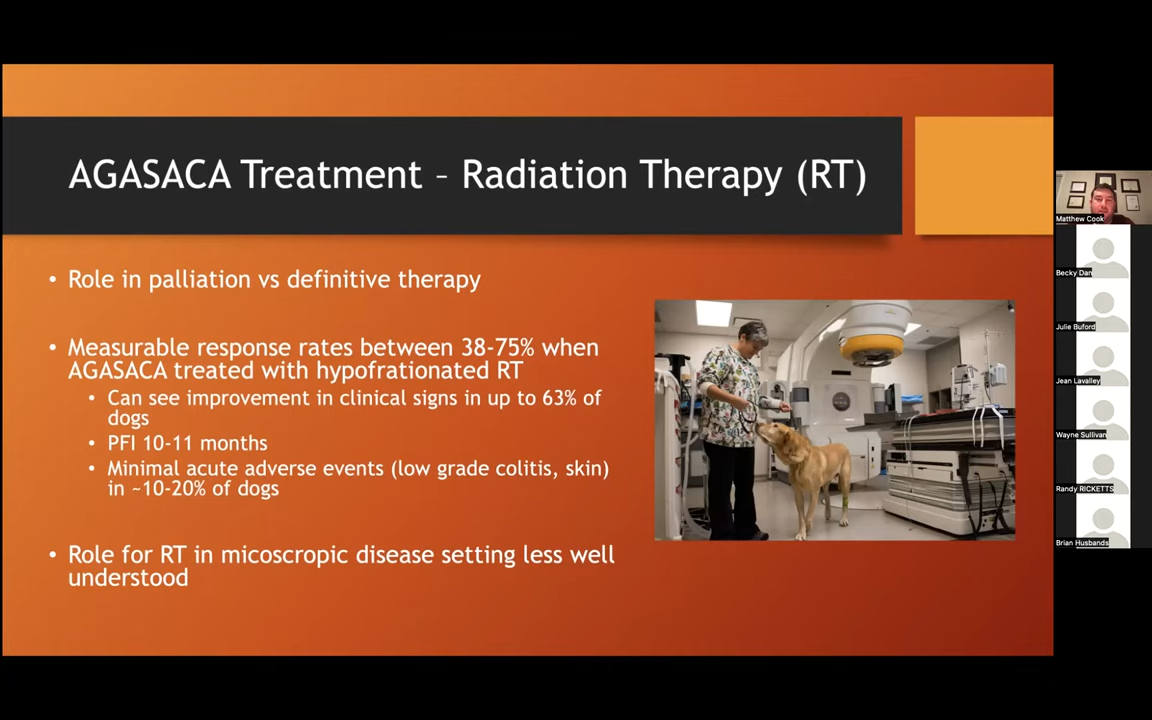 AGASACA Treatment – Radiation Therapy (RT)
• Role in palliation vs definitive therapy
• Measurable response rates between 38-75% when
AGASACA treated with hypofrationated RT
• Can see improvement in clinical signs in up to 63% of
dogs
• PFI 10-11 months
• Minimal acute adverse events (low grade colitis, skin)
in ~10-20% of dogs
• Role for RT in micoscropic disease setting less well
understood
Matthew Cook
Becky Dan
Julie Buford
Jean Lavalley
Wayne Sullivan
Randy RICKETTS
Brian Husbands